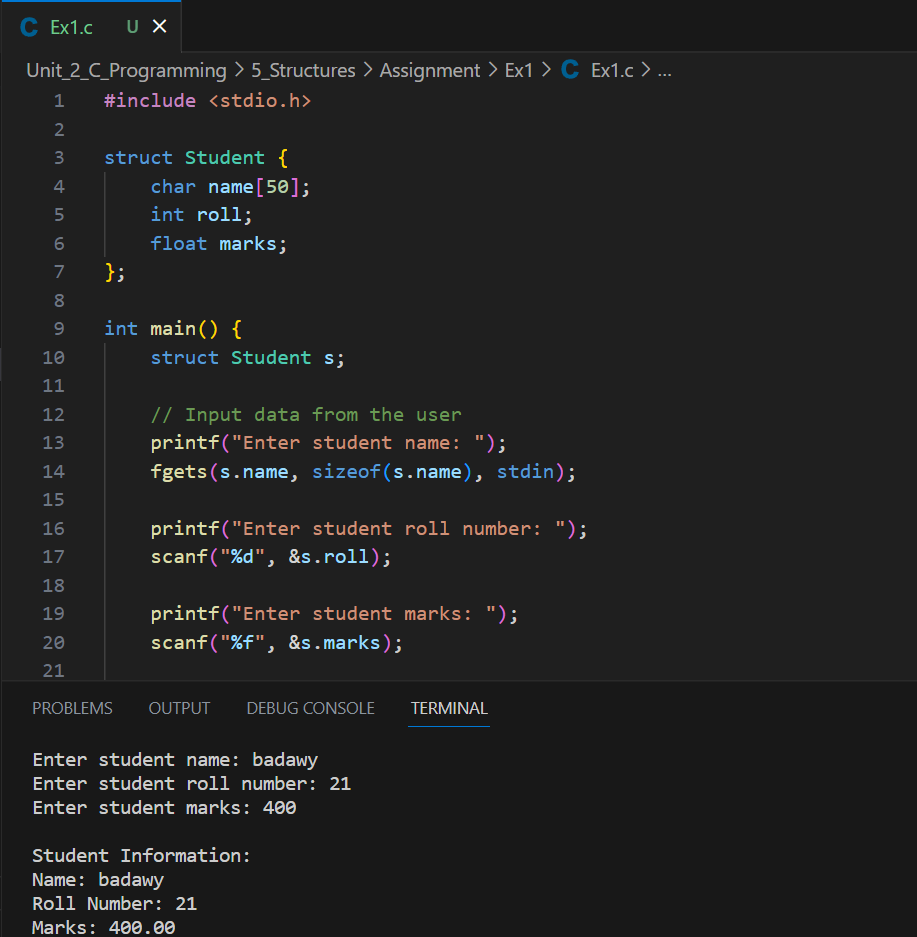 C Ex1.c U ×
Unit_2_C_Programming > 5_Structures > Assignment > Ex1 > C Ex1.c > ...
1 #include <stdio.h>
2
3 struct Student {
4     char name[50];
5     int roll;
6     float marks;
7 };
8
9 int main() {
10     struct Student s;
11
12     // Input data from the user
13     printf("Enter student name: ");
14     fgets(s.name, sizeof(s.name), stdin);
15
16     printf("Enter student roll number: ");
17     scanf("%d", &s.roll);
18
19     printf("Enter student marks: ");
20     scanf("%f", &s.marks);
21
PROBLEMS OUTPUT DEBUG CONSOLE TERMINAL
Enter student name: badawy
Enter student roll number: 21
Enter student marks: 400

Student Information:
Name: badawy
Roll Number: 21
Marks: 400.00